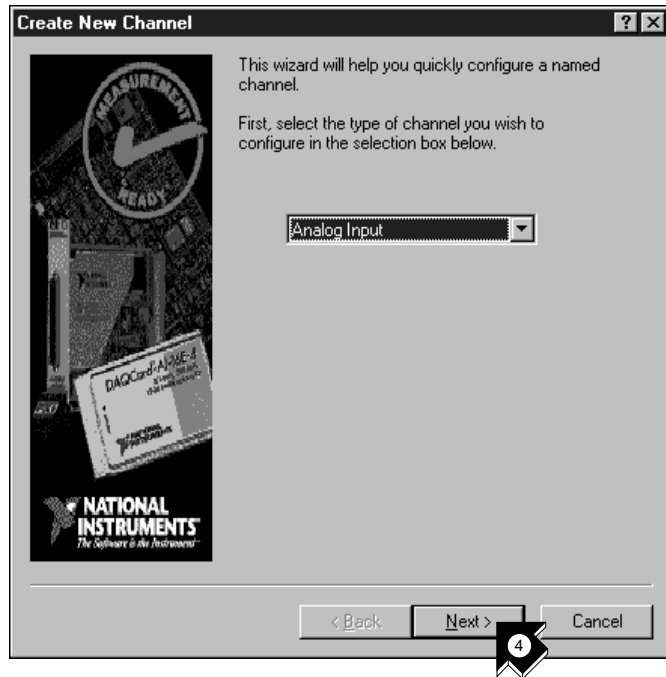 Create New Channel
This wizard will help you quickly configure a named
channel.
First, select the type of channel you wish to
configure in the selection box below.
Analog Input
MEASUREMENT
READY
DAQCard-AI-16E-4
NATIONAL
INSTRUMENTS
The Software is the Instrument
< Back
Next >
Cancel
4